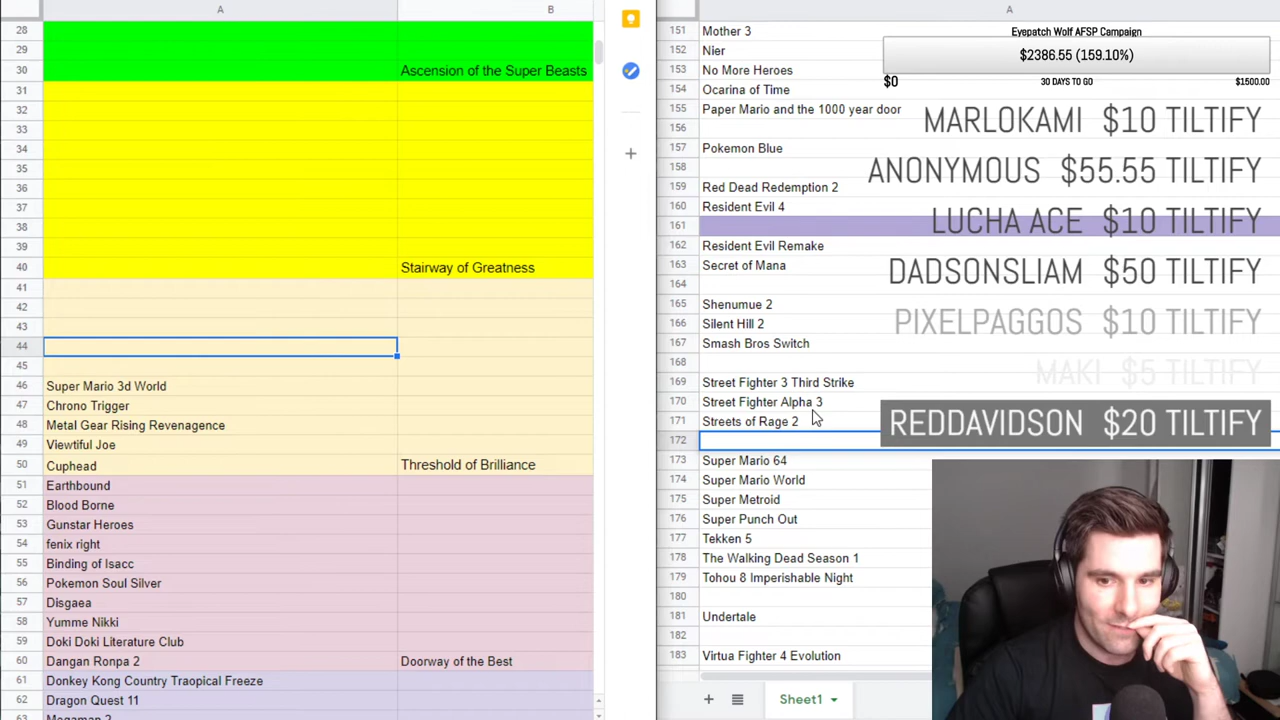 A
B
28
29
30 Ascension of the Super Beasts
31
32
33
34
35
36
37
38
39
40 Stairway of Greatness
41
42
43
44
45
46 Super Mario 3d World
47 Chrono Trigger
48 Metal Gear Rising Revenagence
49 Viewtiful Joe
50 Cuphead Threshold of Brilliance
51 Earthbound
52 Blood Borne
53 Gunstar Heroes
54 fenix right
55 Binding of Isacc
56 Pokemon Soul Silver
57 Disgaea
58 Yumme Nikki
59 Doki Doki Literature Club
60 Dangan Ronpa 2 Doorway of the Best
61 Donkey Kong Country Traopical Freeze
62 Dragon Quest 11
63 Megaman 2
A
151 Mother 3
152 Nier
153 No More Heroes
154 Ocarina of Time
155 Paper Mario and the 1000 year door
156
157 Pokemon Blue
158
159 Red Dead Redemption 2
160 Resident Evil 4
161
162 Resident Evil Remake
163 Secret of Mana
164
165 Shenumue 2
166 Silent Hill 2
167 Smash Bros Switch
168
169 Street Fighter 3 Third Strike
170 Street Fighter Alpha 3
171 Streets of Rage 2
172
173 Super Mario 64
174 Super Mario World
175 Super Metroid
176 Super Punch Out
177 Tekken 5
178 The Walking Dead Season 1
179 Tohou 8 Imperishable Night
180
181 Undertale
182
183 Virtua Fighter 4 Evolution
Sheet1
Eyepatch Wolf AFSP Campaign
$2386.55 (159.10%)
$0 30 DAYS TO GO $1500.00
MARLOKAMI $10 TILTIFY
ANONYMOUS $55.55 TILTIFY
LUCHA ACE $10 TILTIFY
DADSONSLIAM $50 TILTIFY
PIXELPAGGOS $10 TILTIFY
MAKI $5 TILTIFY
REDDAVIDSON $20 TILTIFY